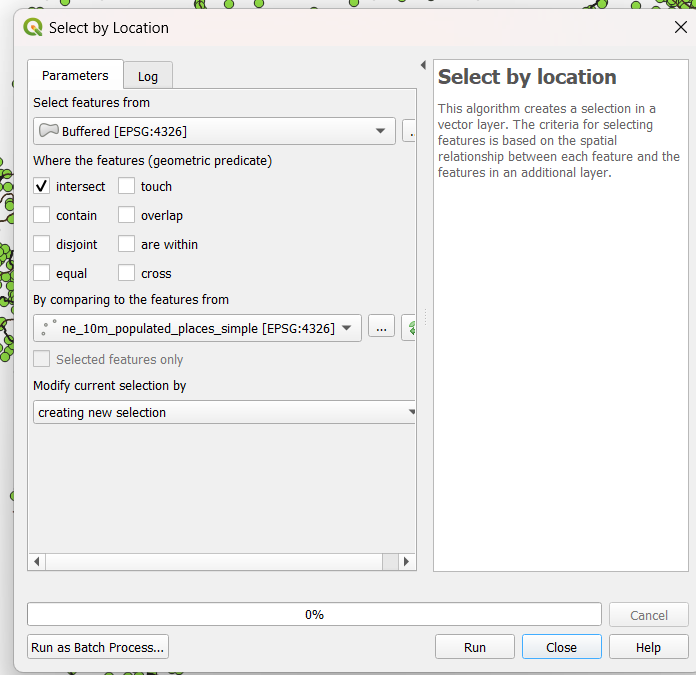 Select by Location
Parameters
Log
Select features from
Buffered [EPSG:4326]
...
Where the features (geometric predicate)
intersect
touch
contain
overlap
disjoint
are within
equal
cross
By comparing to the features from
ne_10m_populated_places_simple [EPSG:4326]
...
Selected features only
Modify current selection by
creating new selection
Select by location
This algorithm creates a selection in a
vector layer. The criteria for selecting
features is based on the spatial
relationship between each feature and the
features in an additional layer.
0%
Cancel
Run as Batch Process...
Run
Close
Help